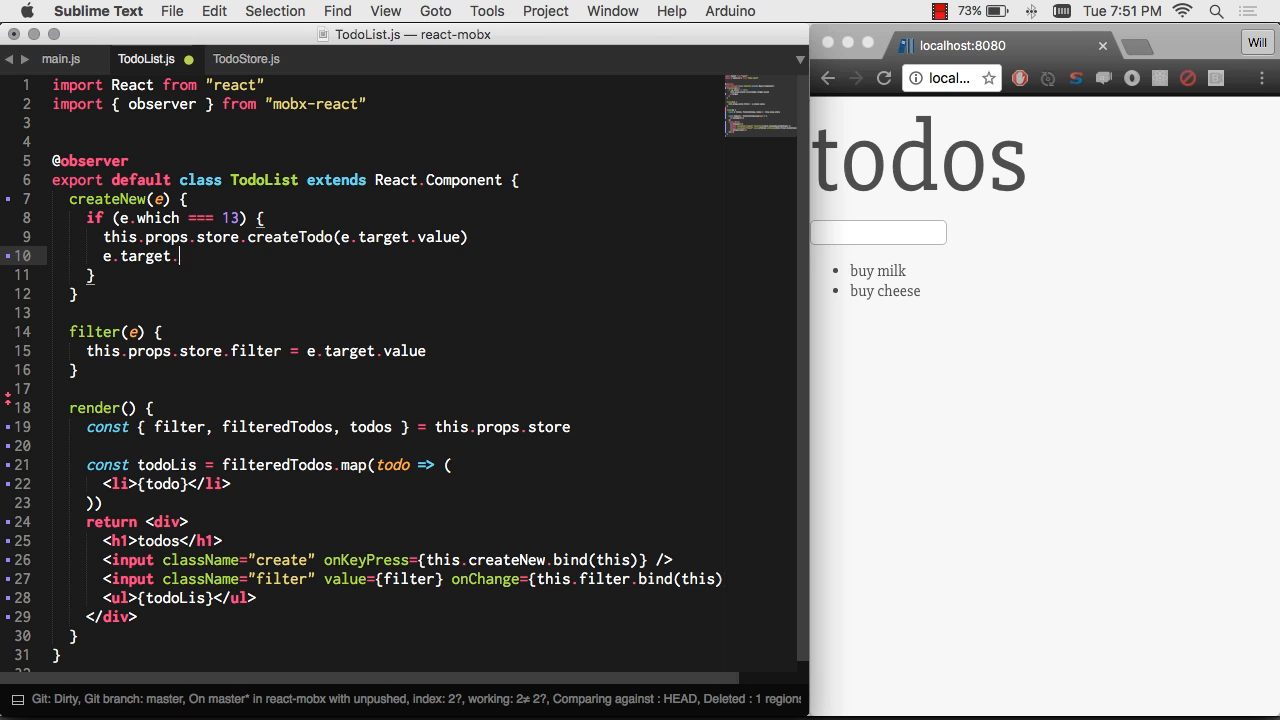 Sublime Text File Edit Selection Find View Goto Tools Project Window Help Arduino 73% Tue 7:51 PM
TodoList.js — react-mobx
main.js TodoList.js TodoStore.js
1 import React from "react"
2 import { observer } from "mobx-react"
3
4
5 @observer
6 export default class TodoList extends React.Component {
7 createNew(e) {
8 if (e.which === 13) {
9 this.props.store.createTodo(e.target.value)
10 e.target.
11 }
12 }
13
14 filter(e) {
15 this.props.store.filter = e.target.value
16 }
17
18 render() {
19 const { filter, filteredTodos, todos } = this.props.store
20
21 const todoLis = filteredTodos.map(todo => (
22 <li>{todo}</li>
23 ))
24 return <div>
25 <h1>todos</h1>
26 <input className="create" onKeyPress={this.createNew.bind(this)} />
27 <input className="filter" value={filter} onChange={this.filter.bind(this)
28 <ul>{todoLis}</ul>
29 </div>
30 }
31 }
Git: Dirty, Git branch: master, On master* in react-mobx with unpushed, index: 2?, working: 2≠ 2?, Comparing against : HEAD, Deleted : 1 regions
localhost:8080
Will
local...
todos
buy milk
buy cheese